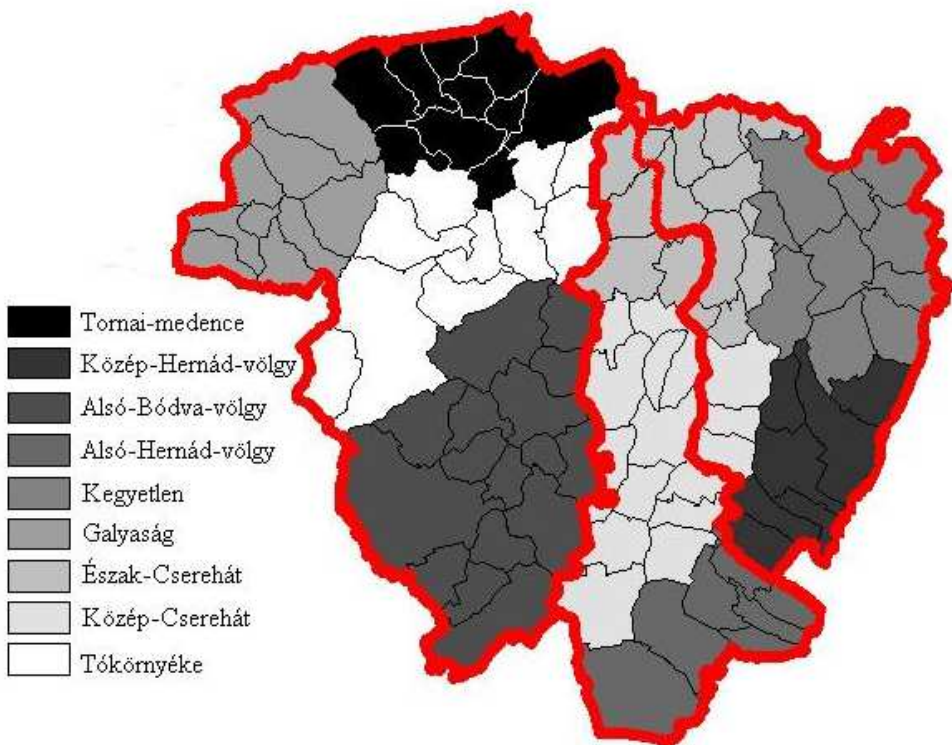 Tornai-medence
Közép-Hernád-völgy
Alsó-Bódva-völgy
Alsó-Hernád-völgy
Kegyetlen
Galyaság
Észak-Cserehát
Közép-Cserehát
Tókörnyéke